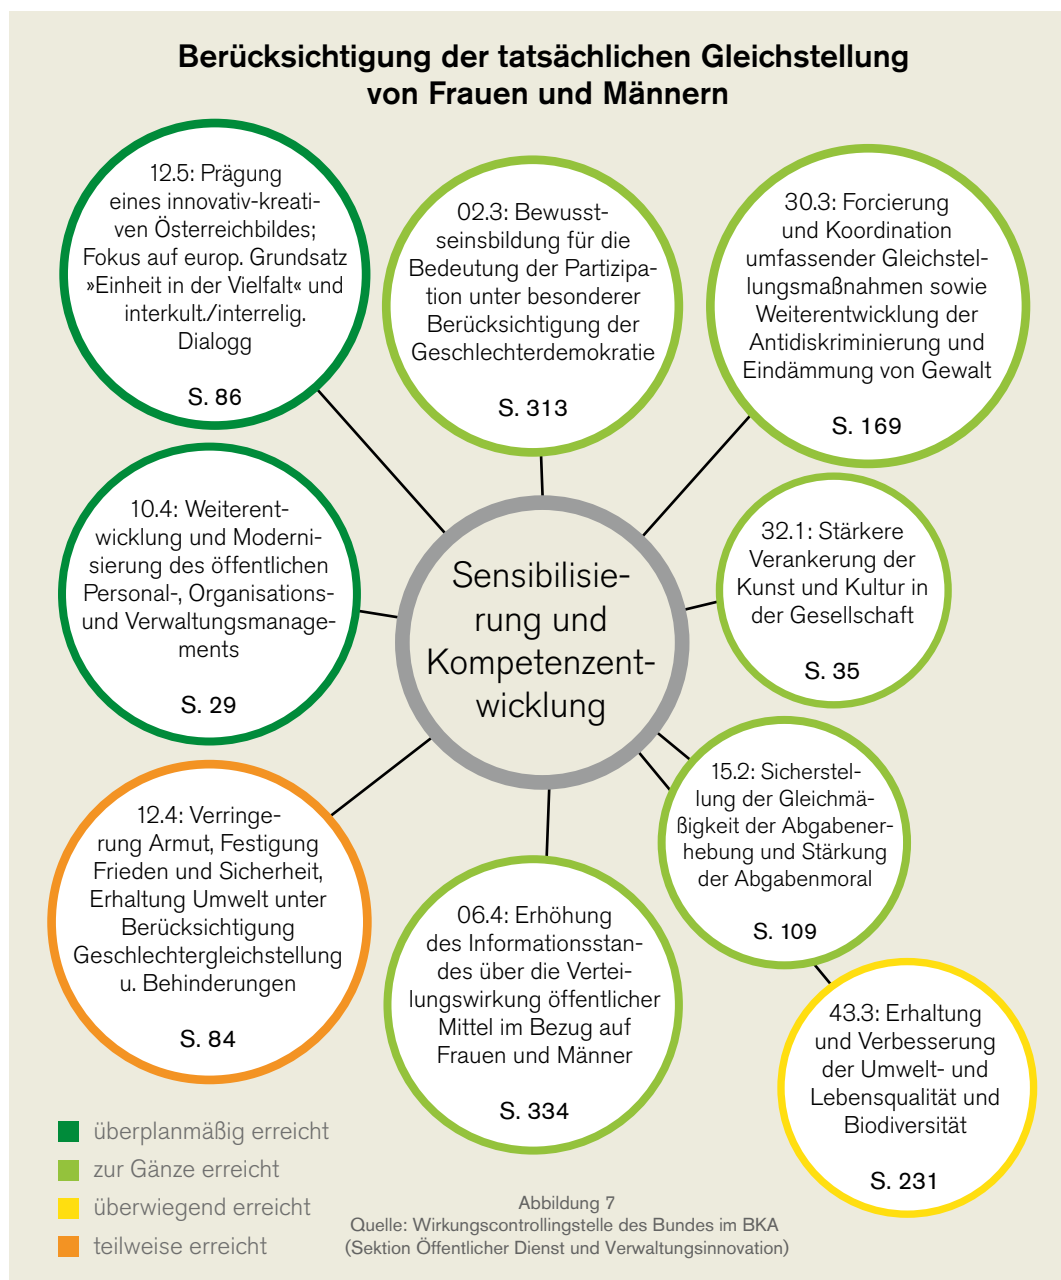 Berücksichtigung der tatsächlichen Gleichstellung
von Frauen und Männern
12.5: Prägung
eines innovativ-kreati-
ven Österreichbildes;
Fokus auf europ. Grundsatz
»Einheit in der Vielfalt« und
interkult./interrelig.
Dialogg
S. 86
02.3: Bewusst-
seinsbildung für die
Bedeutung der Partizipa-
tion unter besonderer
Berücksichtigung der
Geschlechterdemokratie
S. 313
30.3: Forcierung
und Koordination
umfassender Gleichstel-
lungsmaßnahmen sowie
Weiterentwicklung der
Antidiskriminierung und
Eindämmung von Gewalt
S. 169
10.4: Weiterent-
wicklung und Moderni-
sierung des öffentlichen
Personal-, Organisations-
und Verwaltungsmanage-
ments
S. 29
Sensibilisie-
rung und
Kompetenzent-
wicklung
32.1: Stärkere
Verankerung der
Kunst und Kultur in
der Gesellschaft
S. 35
12.4: Verringe-
rung Armut, Festigung
Frieden und Sicherheit,
Erhaltung Umwelt unter
Berücksichtigung
Geschlechtergleichstellung
u. Behinderungen
S. 84
06.4: Erhöhung
des Informationsstan-
des über die Vertei-
lungswirkung öffentlicher
Mittel im Bezug auf
Frauen und Männer
S. 334
15.2: Sicherstel-
lung der Gleichmä-
ßigkeit der Abgabener-
hebung und Stärkung
der Abgabenmoral
S. 109
43.3: Erhaltung
und Verbesserung
der Umwelt- und
Lebensqualität und
Biodiversität
S. 231
überplanmäßig erreicht
zur Gänze erreicht
überwiegend erreicht
teilweise erreicht
Abbildung 7
Quelle: Wirkungscontrollingstelle des Bundes im BKA
(Sektion Öffentlicher Dienst und Verwaltungsinnovation)